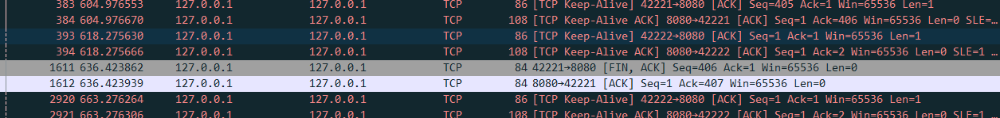 383 604.976553 127.0.0.1 127.0.0.1 TCP 86 [TCP Keep-Alive] 42221→8080 [ACK] Seq=405 Ack=1 Win=65536 Len=1
384 604.976670 127.0.0.1 127.0.0.1 TCP 108 [TCP Keep-Alive ACK] 8080→42221 [ACK] Seq=1 Ack=406 Win=65536 Len=0 SLE=…
393 618.275630 127.0.0.1 127.0.0.1 TCP 86 [TCP Keep-Alive] 42222→8080 [ACK] Seq=1 Ack=1 Win=65536 Len=1
394 618.275666 127.0.0.1 127.0.0.1 TCP 108 [TCP Keep-Alive ACK] 8080→42222 [ACK] Seq=1 Ack=2 Win=65536 Len=0 SLE=1 …
1611 636.423862 127.0.0.1 127.0.0.1 TCP 84 42221→8080 [FIN, ACK] Seq=406 Ack=1 Win=65536 Len=0
1612 636.423939 127.0.0.1 127.0.0.1 TCP 84 8080→42221 [ACK] Seq=1 Ack=407 Win=65536 Len=0
2920 663.276264 127.0.0.1 127.0.0.1 TCP 86 [TCP Keep-Alive] 42222→8080 [ACK] Seq=1 Ack=1 Win=65536 Len=1
2921 663.276306 127.0.0.1 127.0.0.1 TCP 108 [TCP Keep-Alive ACK] 8080→42222 [ACK] Seq=1 Ack=2 Win=65536 Len=0 SLE=1 …